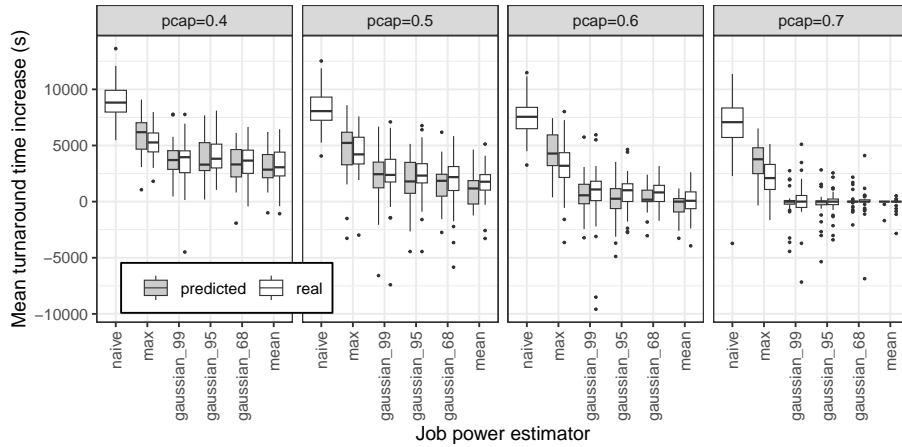 pcap=0.4 pcap=0.5 pcap=0.6 pcap=0.7
Mean turnaround time increase (s)
10000
5000
0
−5000
−10000
predicted real
naive max gaussian_99 gaussian_95 gaussian_68 mean naive max gaussian_99 gaussian_95 gaussian_68 mean naive max gaussian_99 gaussian_95 gaussian_68 mean naive max gaussian_99 gaussian_95 gaussian_68 mean
Job power estimator